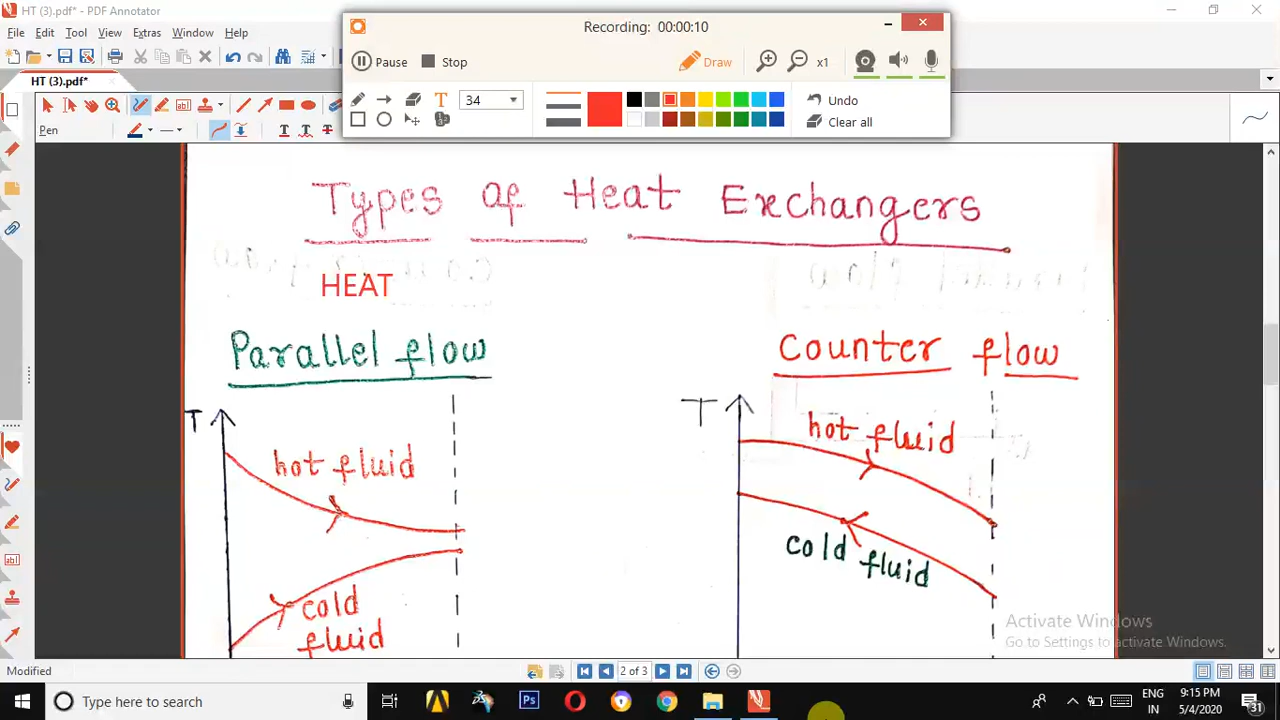 HT (3).pdf* - PDF Annotator
Recording: 00:00:10
File Edit Tool View Extras Window Help
Pause Stop Draw x1
HT (3).pdf*
T 34 Undo
Pen T T T Clear all
Types of Heat Exchangers
HEAT
Parallel flow
Counter flow
T
hot fluid
cold
fluid
T
hot fluid
cold fluid
Activate Windows
Go to Settings to activate Windows.
Modified
2 of 3
Type here to search
Ps
ENG
IN
9:15 PM
5/4/2020
31